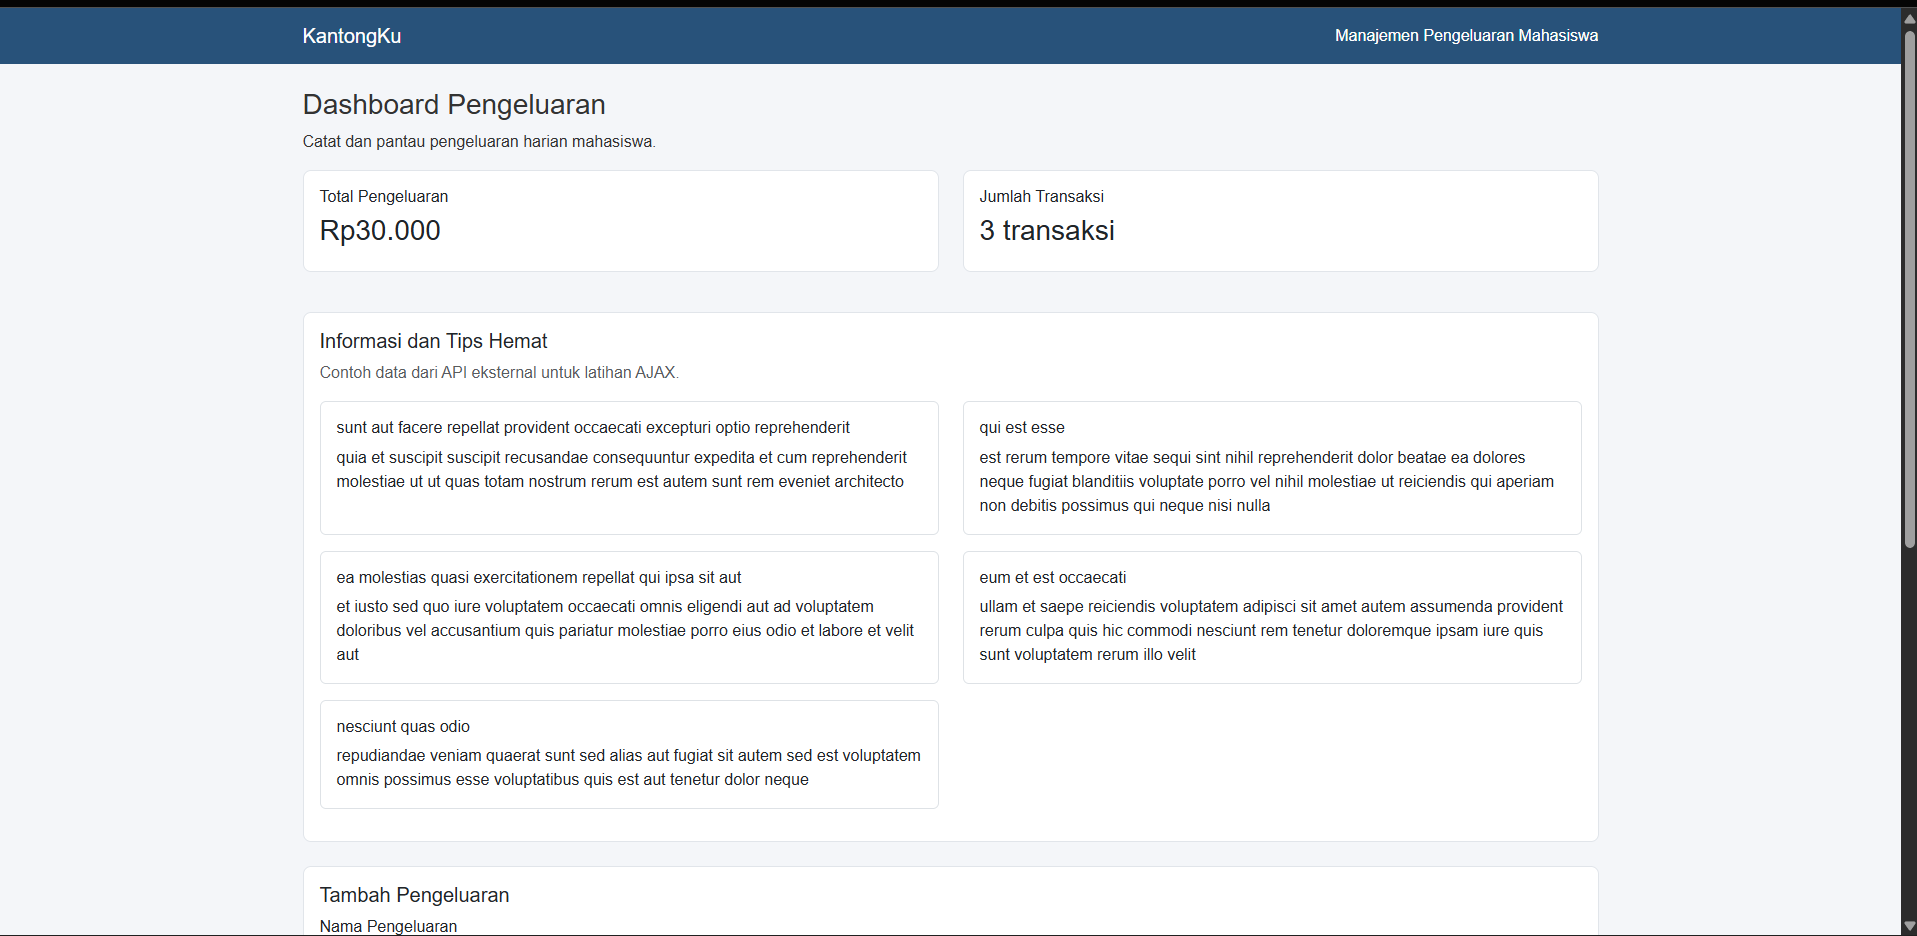 KantongKu
Manajemen Pengeluaran Mahasiswa
Dashboard Pengeluaran
Catat dan pantau pengeluaran harian mahasiswa.
Total Pengeluaran
Rp30.000
Jumlah Transaksi
3 transaksi
Informasi dan Tips Hemat
Contoh data dari API eksternal untuk latihan AJAX.
sunt aut facere repellat provident occaecati excepturi optio reprehenderit
quia et suscipit suscipit recusandae consequuntur expedita et cum reprehenderit
molestiae ut ut quas totam nostrum rerum est autem sunt rem eveniet architecto
qui est esse
est rerum tempore vitae sequi sint nihil reprehenderit dolor beatae ea dolores
neque fugiat blanditiis voluptate porro vel nihil molestiae ut reiciendis qui aperiam
non debitis possimus qui neque nisi nulla
ea molestias quasi exercitationem repellat qui ipsa sit aut
et iusto sed quo iure voluptatem occaecati omnis eligendi aut ad voluptatem
doloribus vel accusantium quis pariatur molestiae porro eius odio et labore et velit
aut
eum et est occaecati
ullam et saepe reiciendis voluptatem adipisci sit amet autem assumenda provident
rerum culpa quis hic commodi nesciunt rem tenetur doloremque ipsam iure quis
sunt voluptatem rerum illo velit
nesciunt quas odio
repudiandae veniam quaerat sunt sed alias aut fugiat sit autem sed est voluptatem
omnis possimus esse voluptatibus quis est aut tenetur dolor neque
Tambah Pengeluaran
Nama Pengeluaran